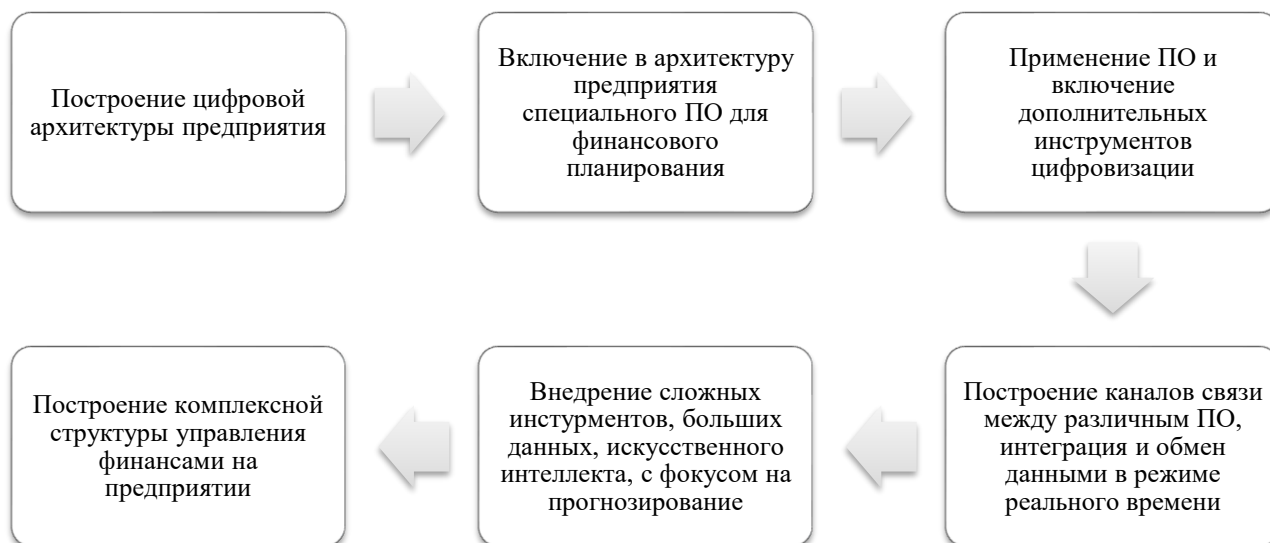 Построение цифровой
архитектуры предприятия
Включение в архитектуру
предприятия
специального ПО для
финансового
планирования
Применение ПО и
включение
дополнительных
инструментов
цифровизации
Построение каналов связи
между различным ПО,
интеграция и обмен
данными в режиме
реального времени
Внедрение сложных
инстурментов, больших
данных, искусственного
интеллекта, с фокусом на
прогнозирование
Построение комплексной
структуры управления
финансами на
предприятии